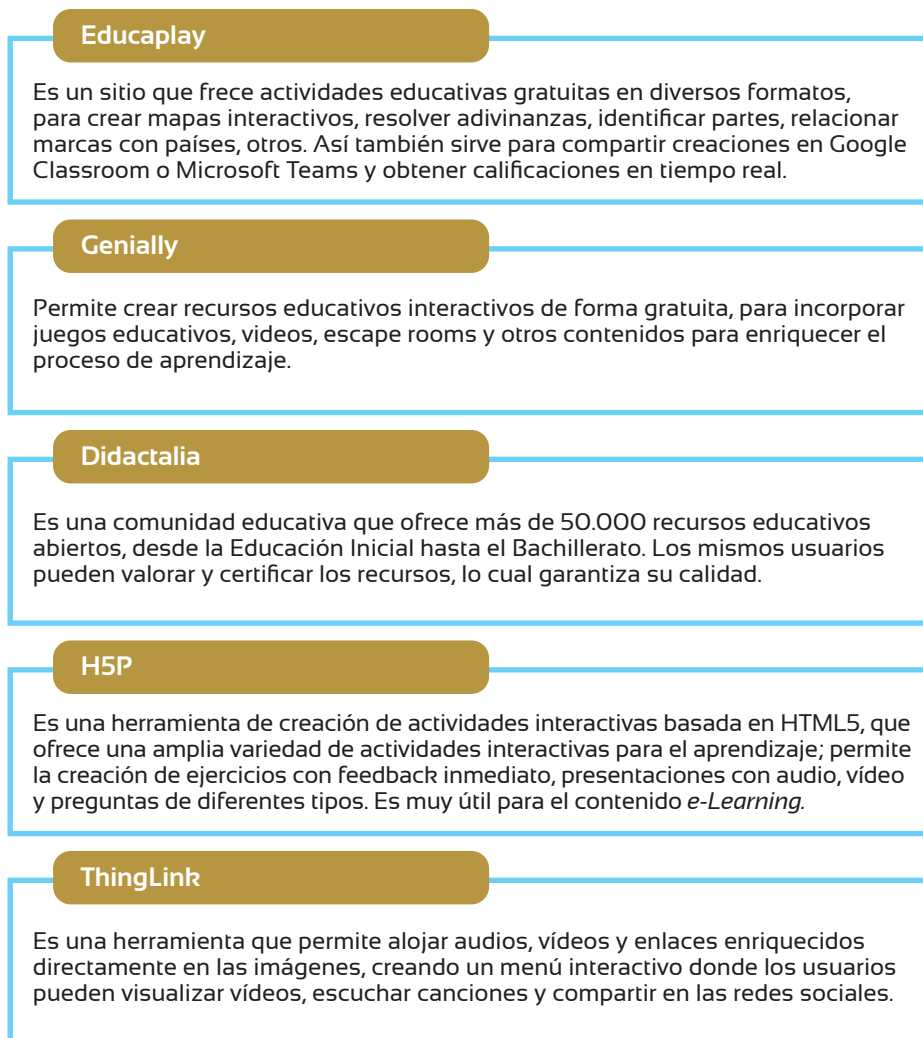 Educaplay
Es un sitio que frece actividades educativas gratuitas en diversos formatos,
para crear mapas interactivos, resolver adivinanzas, identificar partes, relacionar
marcas con países, otros. Así también sirve para compartir creaciones en Google
Classroom o Microsoft Teams y obtener calificaciones en tiempo real.
Genially
Permite crear recursos educativos interactivos de forma gratuita, para incorporar
juegos educativos, videos, escape rooms y otros contenidos para enriquecer el
proceso de aprendizaje.
Didactalia
Es una comunidad educativa que ofrece más de 50.000 recursos educativos
abiertos, desde la Educación Inicial hasta el Bachillerato. Los mismos usuarios
pueden valorar y certificar los recursos, lo cual garantiza su calidad.
H5P
Es una herramienta de creación de actividades interactivas basada en HTML5, que
ofrece una amplia variedad de actividades interactivas para el aprendizaje; permite
la creación de ejercicios con feedback inmediato, presentaciones con audio, vídeo
y preguntas de diferentes tipos. Es muy útil para el contenido e-Learning.
ThingLink
Es una herramienta que permite alojar audios, vídeos y enlaces enriquecidos
directamente en las imágenes, creando un menú interactivo donde los usuarios
pueden visualizar vídeos, escuchar canciones y compartir en las redes sociales.